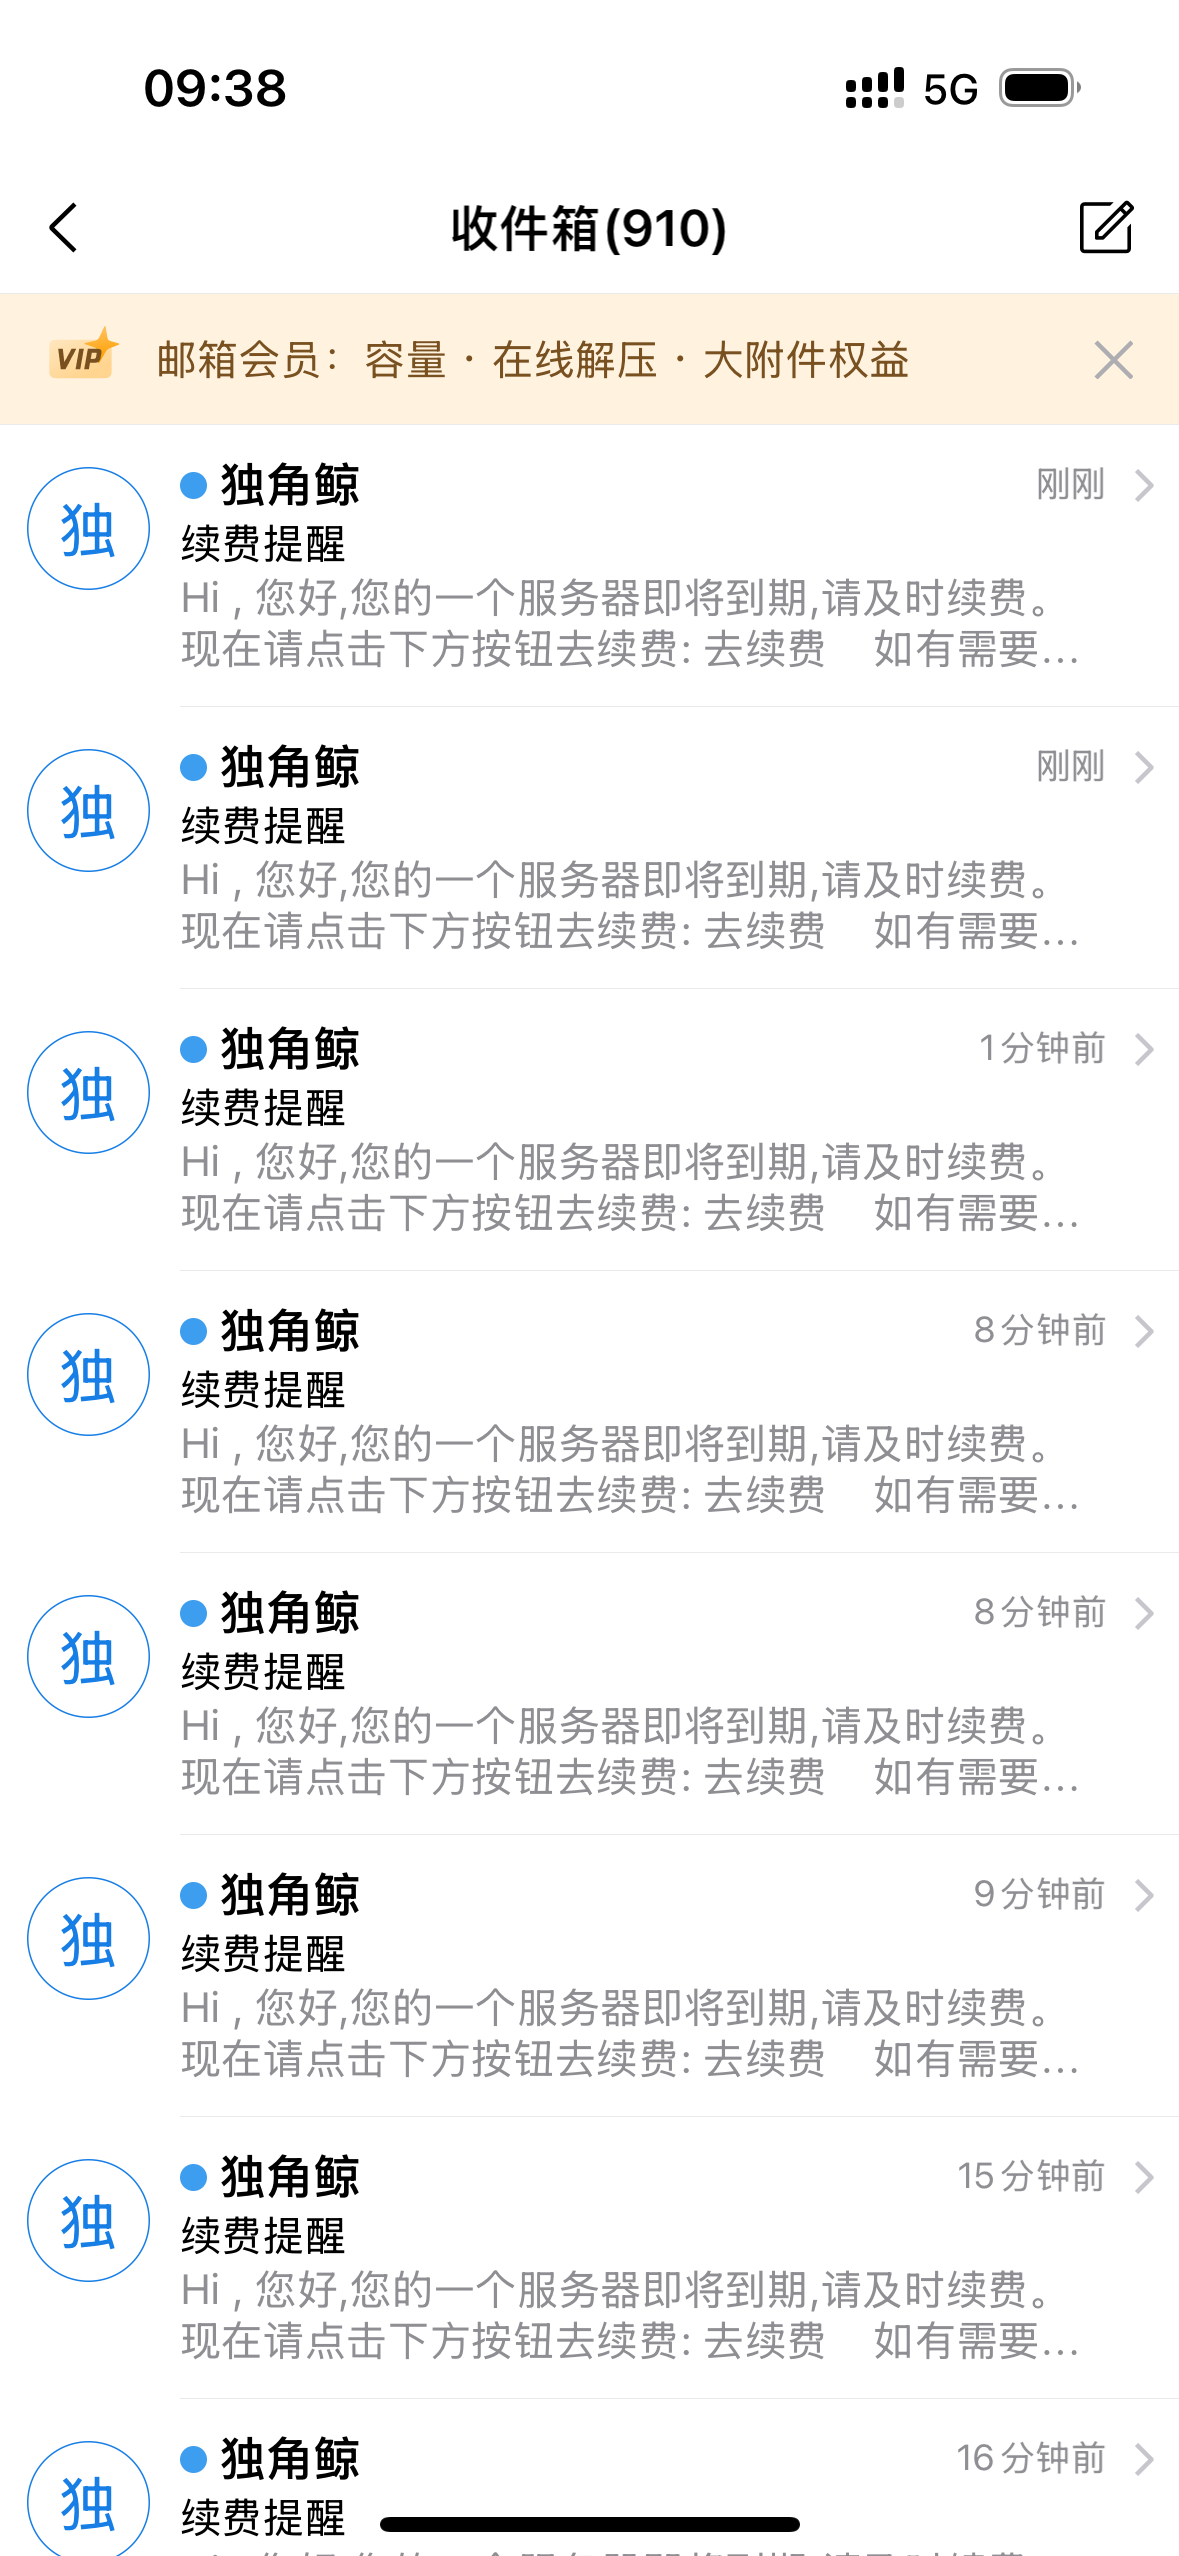 09:38
5G
收件箱(910)
VIP 邮箱会员：容量 · 在线解压 · 大附件权益
独
独角鲸
刚刚
续费提醒
Hi , 您好,您的一个服务器即将到期,请及时续费。
现在请点击下方按钮去续费: 去续费 如有需要...
独
独角鲸
刚刚
续费提醒
Hi , 您好,您的一个服务器即将到期,请及时续费。
现在请点击下方按钮去续费: 去续费 如有需要...
独
独角鲸
1分钟前
续费提醒
Hi , 您好,您的一个服务器即将到期,请及时续费。
现在请点击下方按钮去续费: 去续费 如有需要...
独
独角鲸
8分钟前
续费提醒
Hi , 您好,您的一个服务器即将到期,请及时续费。
现在请点击下方按钮去续费: 去续费 如有需要...
独
独角鲸
8分钟前
续费提醒
Hi , 您好,您的一个服务器即将到期,请及时续费。
现在请点击下方按钮去续费: 去续费 如有需要...
独
独角鲸
9分钟前
续费提醒
Hi , 您好,您的一个服务器即将到期,请及时续费。
现在请点击下方按钮去续费: 去续费 如有需要...
独
独角鲸
15分钟前
续费提醒
Hi , 您好,您的一个服务器即将到期,请及时续费。
现在请点击下方按钮去续费: 去续费 如有需要...
独
独角鲸
16分钟前
续费提醒